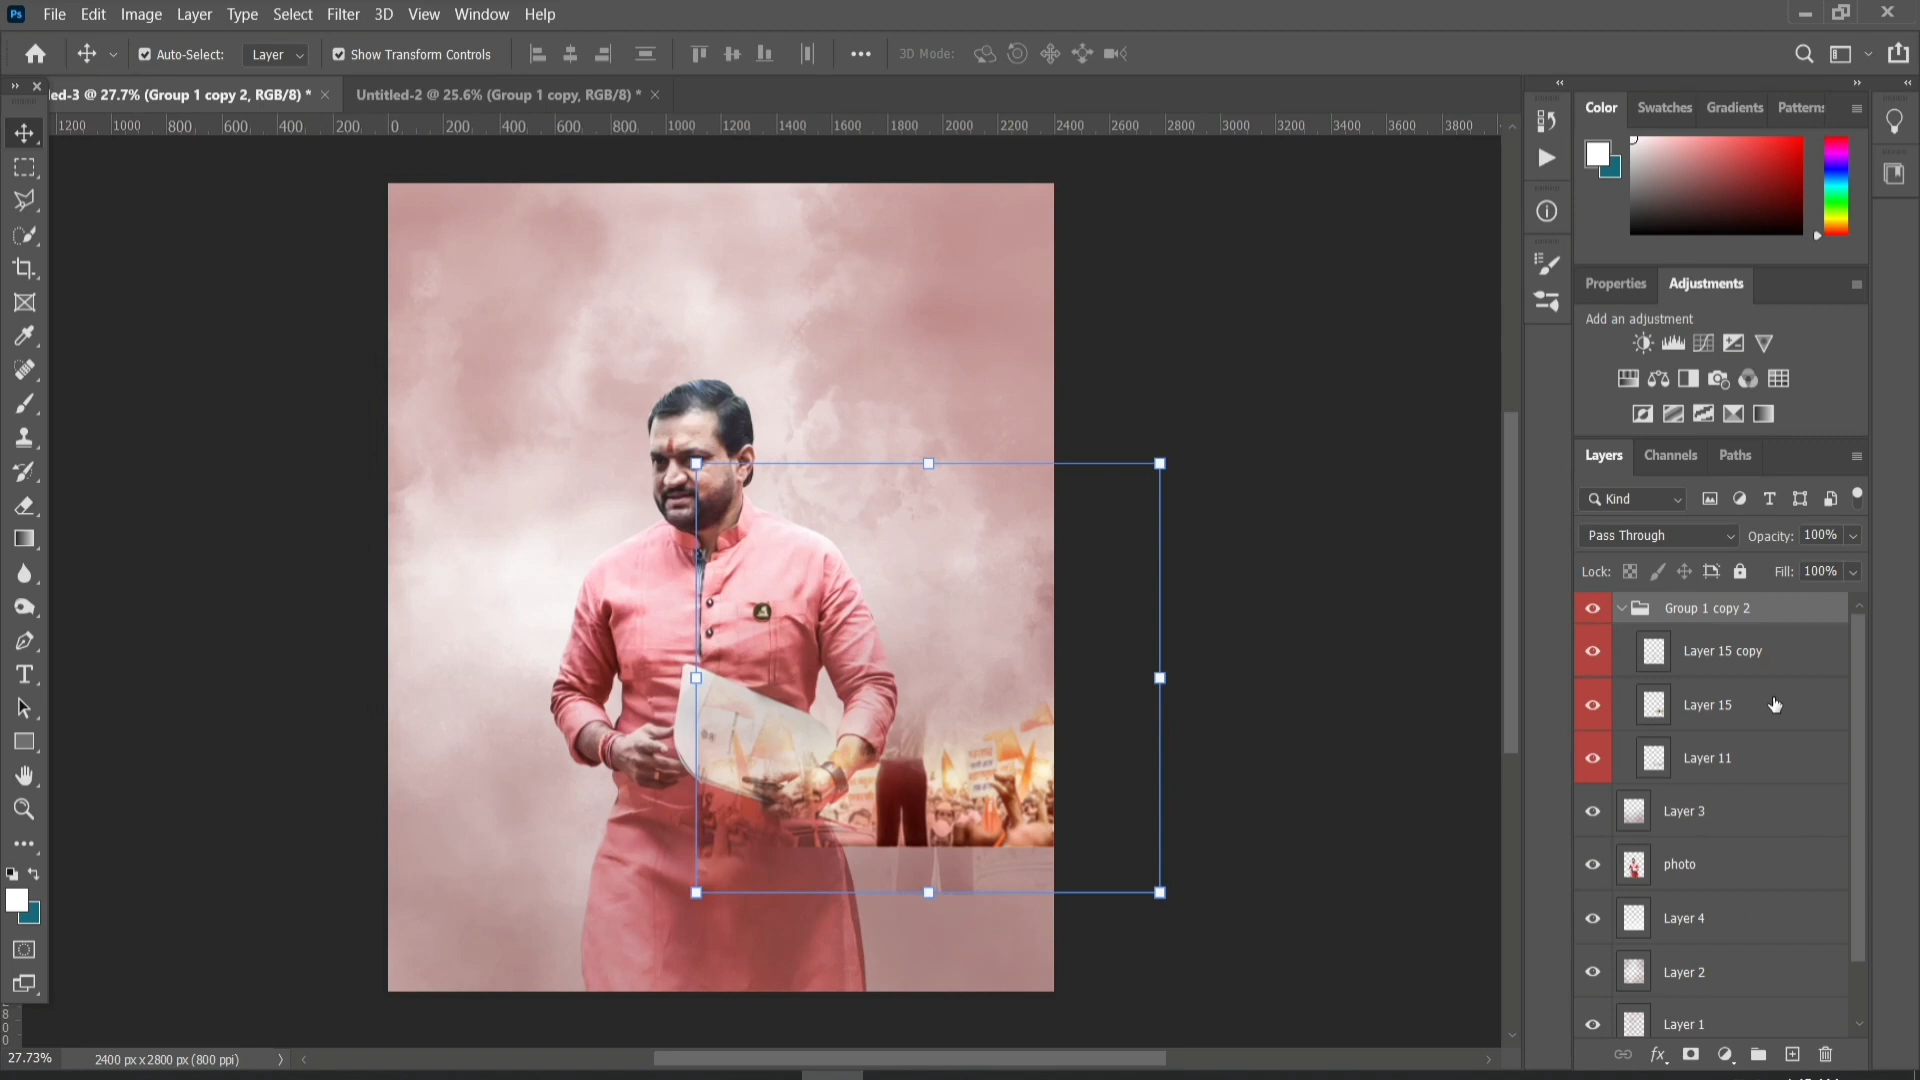 Ps File Edit Image Layer Type Select Filter 3D View Window Help
Auto-Select: Layer Show Transform Controls 3D Mode:
ed-3 @ 27.7% (Group 1 copy 2, RGB/8) * Untitled-2 @ 25.6% (Group 1 copy, RGB/8) *
1200 1000 800 600 400 200 0 200 400 600 800 1000 1200 1400 1600 1800 2000 2200 2400 2600 2800 3000 3200 3400 3600 3800
Color Swatches Gradients Patterns
Properties Adjustments
Add an adjustment
Layers Channels Paths
Kind
Pass Through Opacity: 100%
Lock: Fill: 100%
Group 1 copy 2
Layer 15 copy
Layer 15
Layer 11
Layer 3
photo
Layer 4
Layer 2
Layer 1
8
0
0
27.73% 2400 px x 2800 px (800 ppi)